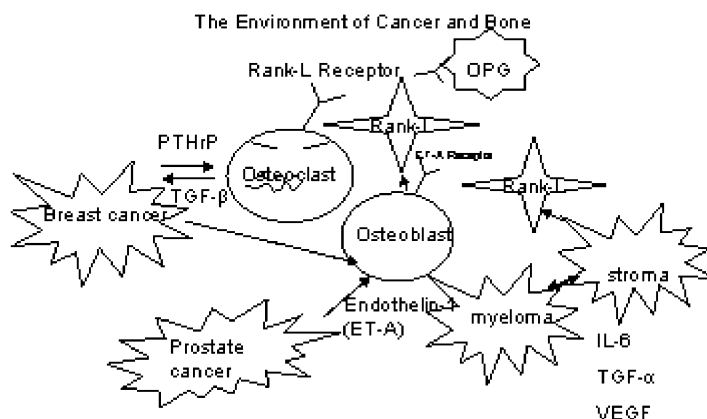 The Environment of Cancer and Bone
Rank-L Receptor
OPG
Rank-L
PTHrP
ET-A Receptor
Osteoclast
Rank-L
TGF-β
Breast cancer
Osteoblast
stroma
Endothelin-1
(ET-A)
myeloma
Prostate
cancer
IL-6
TGF-α
VEGF